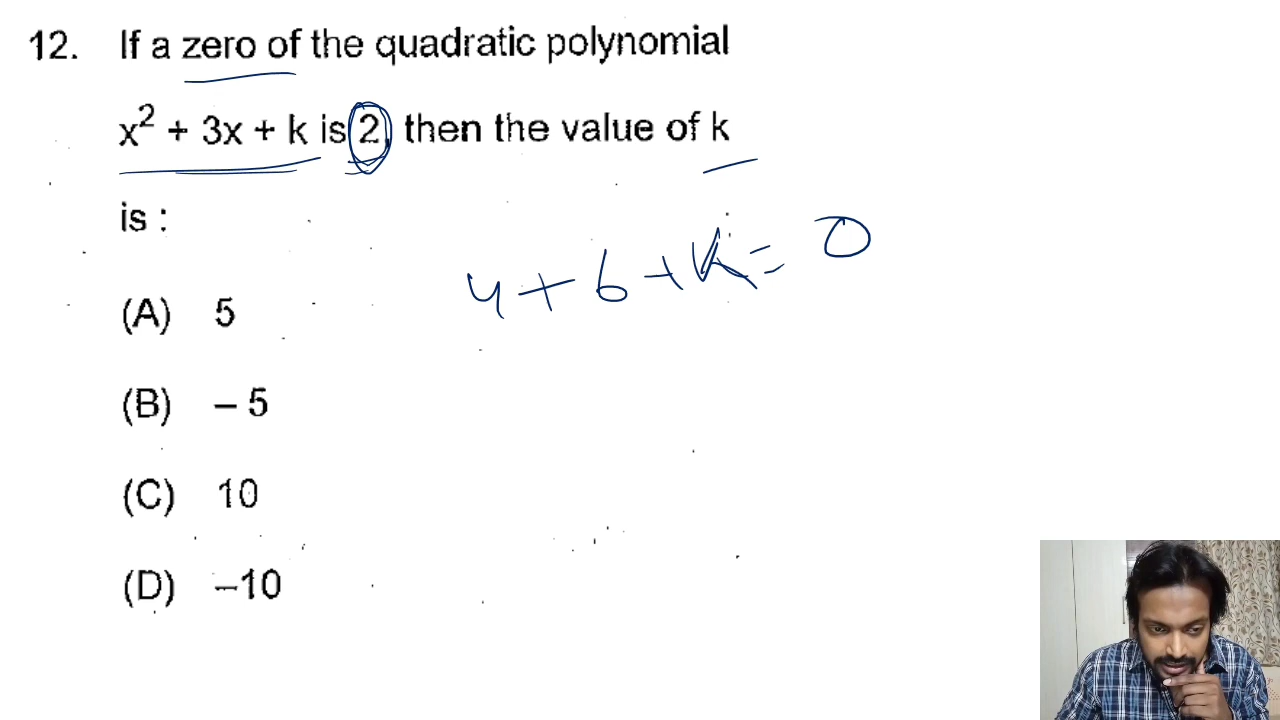 12. If a zero of the quadratic polynomial
x² + 3x + k is 2, then the value of k
is :
4 + 6 + k = 0
(A) 5
(B) – 5
(C) 10
(D) –10